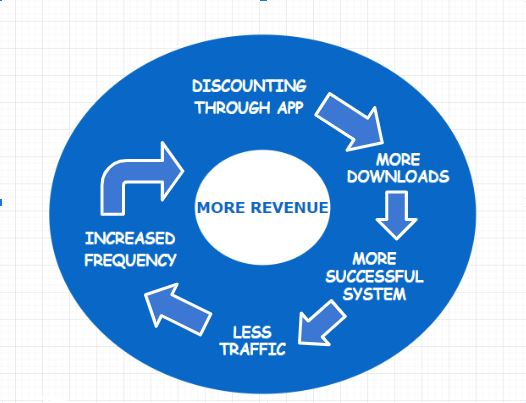 DISCOUNTING
THROUGH APP
MORE
DOWNLOADS
MORE
SUCCESSFUL
SYSTEM
LESS
TRAFFIC
INCREASED
FREQUENCY
MORE REVENUE